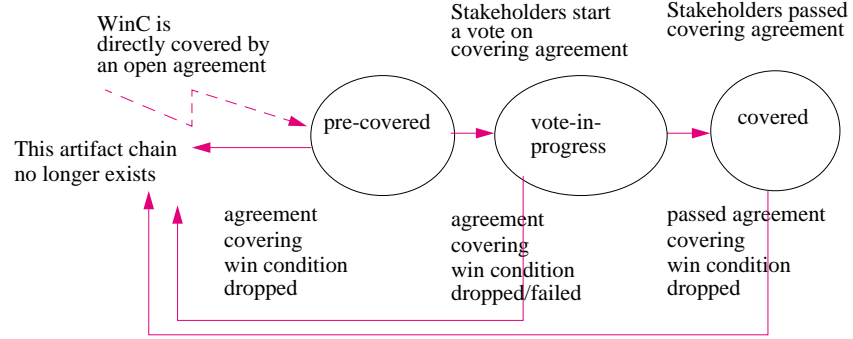 WinC is
directly covered by
an open agreement
Stakeholders start
a vote on
covering agreement
Stakeholders passed
covering agreement
pre-covered
vote-in-
progress
covered
This artifact chain
no longer exists
agreement
covering
win condition
dropped
agreement
covering
win condition
dropped/failed
passed agreement
covering
win condition
dropped